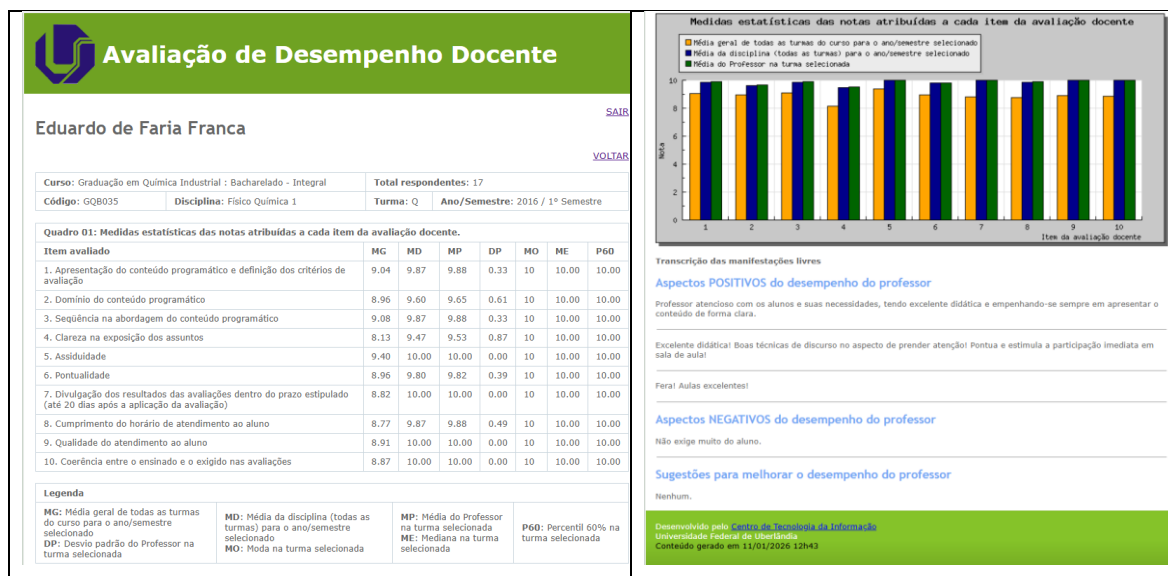 Avaliação de Desempenho Docente
SAIR
Eduardo de Faria Franca
VOLTAR
Curso: Graduação em Química Industrial : Bacharelado - Integral Total respondentes: 17
Código: GQB035 Disciplina: Físico Química 1 Turma: Q Ano/Semestre: 2016 / 1º Semestre
Quadro 01: Medidas estatísticas das notas atribuídas a cada item da avaliação docente.
Item avaliado MG MD MP DP MO ME P60
1. Apresentação do conteúdo programático e definição dos critérios de
avaliação 9.04 9.87 9.88 0.33 10 10.00 10.00
2. Domínio do conteúdo programático 8.96 9.60 9.65 0.61 10 10.00 10.00
3. Seqüência na abordagem do conteúdo programático 9.08 9.87 9.88 0.33 10 10.00 10.00
4. Clareza na exposição dos assuntos 8.13 9.47 9.53 0.87 10 10.00 10.00
5. Assiduidade 9.40 10.00 10.00 0.00 10 10.00 10.00
6. Pontualidade 8.96 9.80 9.82 0.39 10 10.00 10.00
7. Divulgação dos resultados das avaliações dentro do prazo estipulado
(até 20 dias após a aplicação da avaliação) 8.82 10.00 10.00 0.00 10 10.00 10.00
8. Cumprimento do horário de atendimento ao aluno 8.77 9.87 9.88 0.49 10 10.00 10.00
9. Qualidade do atendimento ao aluno 8.91 10.00 10.00 0.00 10 10.00 10.00
10. Coerência entre o ensinado e o exigido nas avaliações 8.87 10.00 10.00 0.00 10 10.00 10.00
Legenda
MG: Média geral de todas as turmas
do curso para o ano/semestre
selecionado
DP: Desvio padrão do Professor na
turma selecionada
MD: Média da disciplina (todas as
turmas) para o ano/semestre
selecionado
MO: Moda na turma selecionada
MP: Média do Professor
na turma selecionada
ME: Mediana na turma
selecionada
P60: Percentil 60% na
turma selecionada
Medidas estatísticas das notas atribuídas a cada item da avaliação docente
Média geral de todas as turmas do curso para o ano/semestre selecionado
Média da disciplina (todas as turmas) para o ano/semestre selecionado
Média do Professor na turma selecionada
Nota
10
8
6
4
2
0
1 2 3 4 5 6 7 8 9 10
Item da avaliação docente
Transcrição das manifestações livres
Aspectos POSITIVOS do desempenho do professor
Professor atencioso com os alunos e suas necessidades, tendo excelente didática e empenhando-se sempre em apresentar o
conteúdo de forma clara.
Excelente didática! Boas técnicas de discurso no aspecto de prender atenção! Pontua e estimula a participação imediata em
sala de aula!
Fera! Aulas excelentes!
Aspectos NEGATIVOS do desempenho do professor
Não exige muito do aluno.
Sugestões para melhorar o desempenho do professor
Nenhum.
Desenvolvido pelo Centro de Tecnologia da Informação
Universidade Federal de Uberlândia
Conteúdo gerado em 11/01/2026 12h43